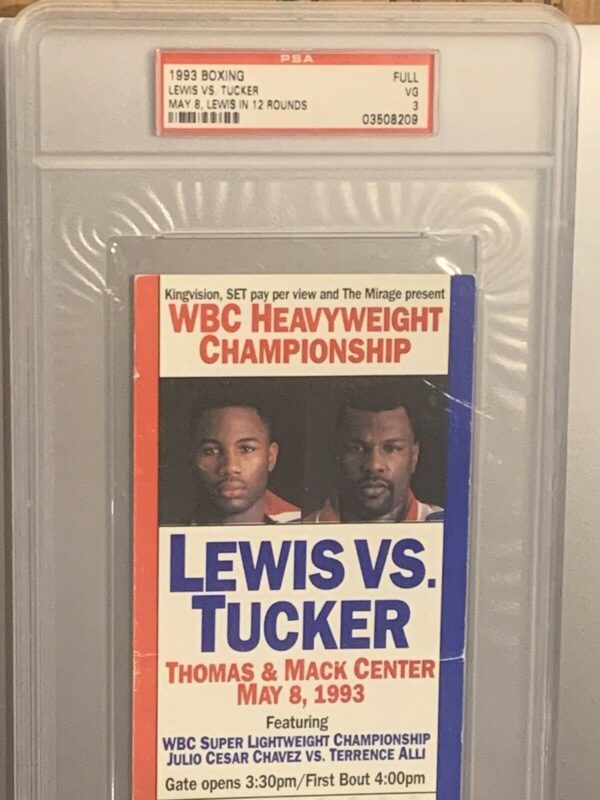 PSA
1993 BOXING FULL
LEWIS VS. TUCKER VG
MAY 8, LEWIS IN 12 ROUNDS 3
03508209
Kingvision, SET pay per view and The Mirage present
WBC HEAVYWEIGHT
CHAMPIONSHIP
LEWIS VS.
TUCKER
THOMAS & MACK CENTER
MAY 8, 1993
Featuring
WBC SUPER LIGHTWEIGHT CHAMPIONSHIP
JULIO CESAR CHAVEZ VS. TERRENCE ALLI
Gate opens 3:30pm/First Bout 4:00pm